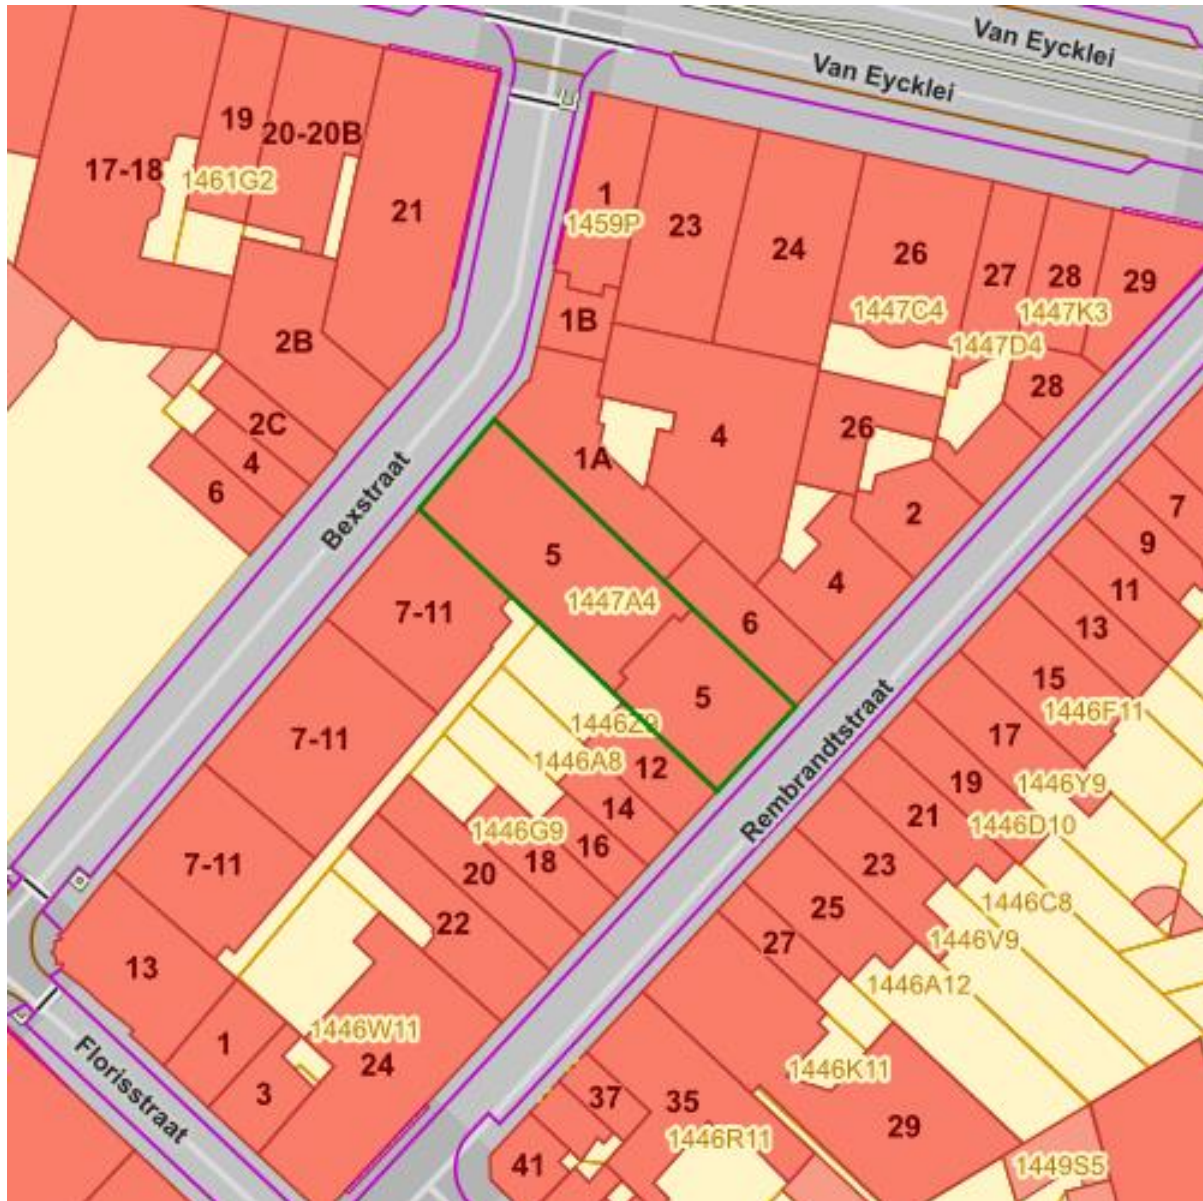 Van Eycklei
Van Eycklei
19
20-20B
17-18
1461G2
21
1
1459P
23
24
26
27
28
29
1447C4
1447K3
1447D4
1B
2B
28
2C
4
6
Bexstraat
1A
4
26
2
7
9
5
1447A4
4
11
7-11
6
13
15
5
1446F11
1446Z9
Rembrandtstraat
7-11
1446A8
12
17
19
1446Y9
14
21
1446D10
1446G9
16
18
20
23
7-11
22
25
1446C8
27
1446V9
13
1446A12
1446W11
1
24
3
Florisstraat
1446K11
37
35
29
1446R11
41
1449S5